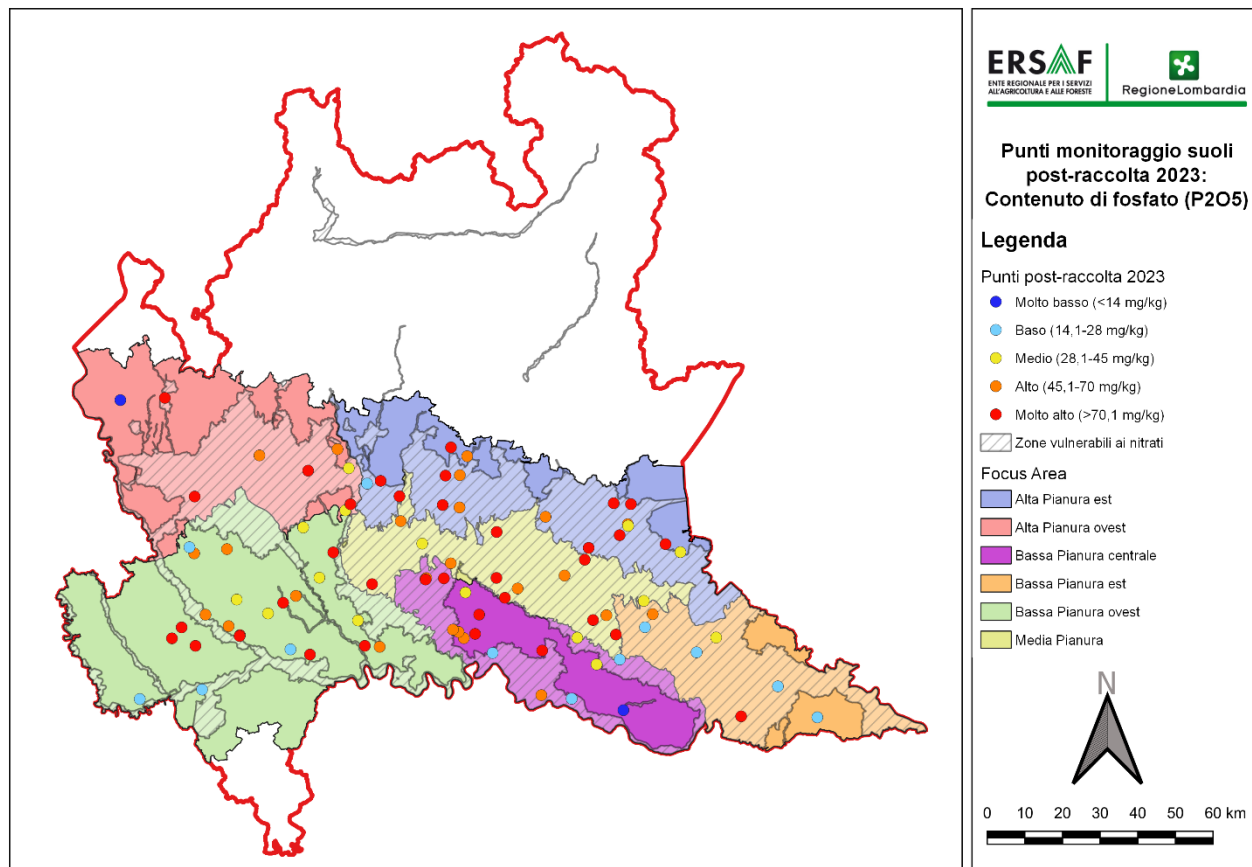 ERSAF
ENTE REGIONALE PER I SERVIZI
ALL'AGRICOLTURA E ALLE FORESTE
RegioneLombardia
Punti monitoraggio suoli
post-raccolta 2023:
Contenuto di fosfato (P2O5)
Legenda
Punti post-raccolta 2023
Molto basso (<14 mg/kg)
Baso (14,1-28 mg/kg)
Medio (28,1-45 mg/kg)
Alto (45,1-70 mg/kg)
Molto alto (>70,1 mg/kg)
Zone vulnerabili ai nitrati
Focus Area
Alta Pianura est
Alta Pianura ovest
Bassa Pianura centrale
Bassa Pianura est
Bassa Pianura ovest
Media Pianura
N
0 10 20 30 40 50 60 km